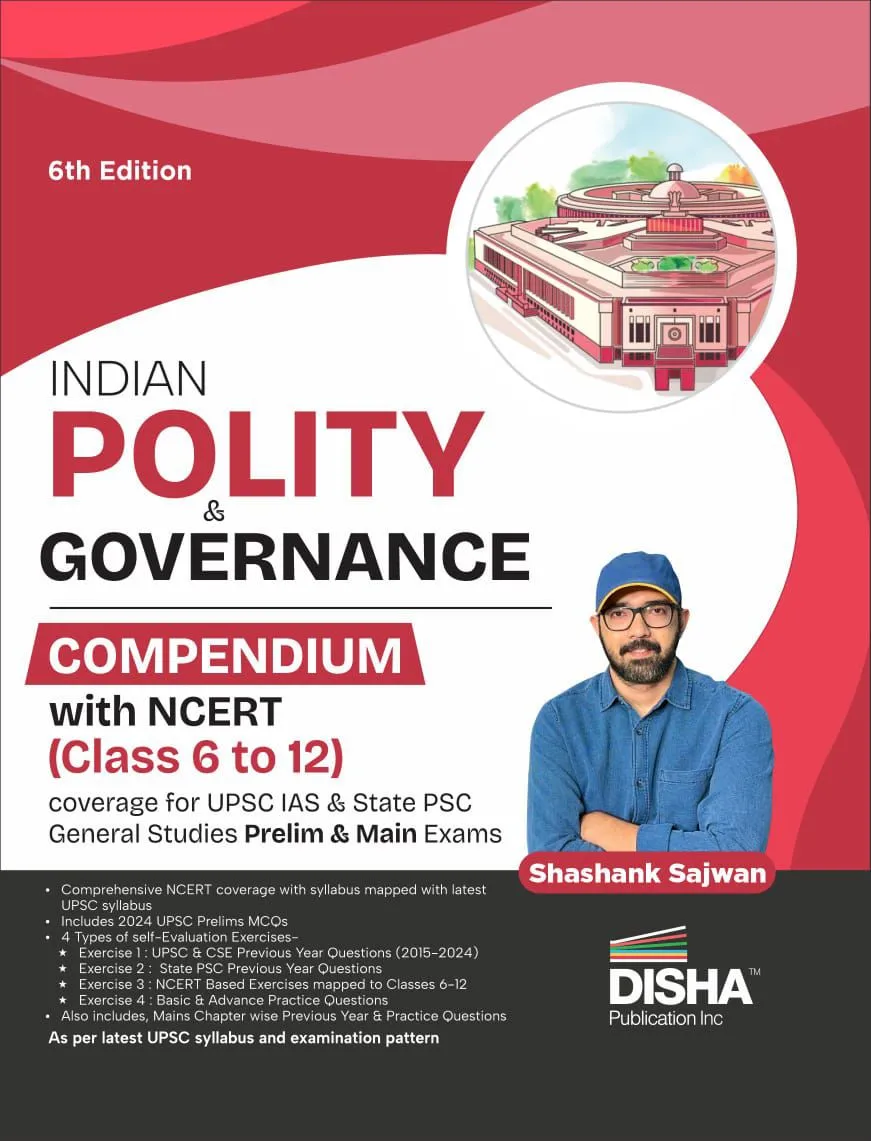 6th Edition
INDIAN
POLITY
&
GOVERNANCE
COMPENDIUM
with NCERT
(Class 6 to 12)
coverage for UPSC IAS & State PSC
General Studies Prelim & Main Exams
Shashank Sajwan
• Comprehensive NCERT coverage with syllabus mapped with latest
UPSC syllabus
• Includes 2024 UPSC Prelims MCQs
• 4 Types of self-Evaluation Exercises–
★ Exercise 1 : UPSC & CSE Previous Year Questions (2015-2024)
★ Exercise 2 : State PSC Previous Year Questions
★ Exercise 3 : NCERT Based Exercises mapped to Classes 6-12
★ Exercise 4 : Basic & Advance Practice Questions
• Also includes, Mains Chapter wise Previous Year & Practice Questions
As per latest UPSC syllabus and examination pattern
DISHA™
Publication Inc